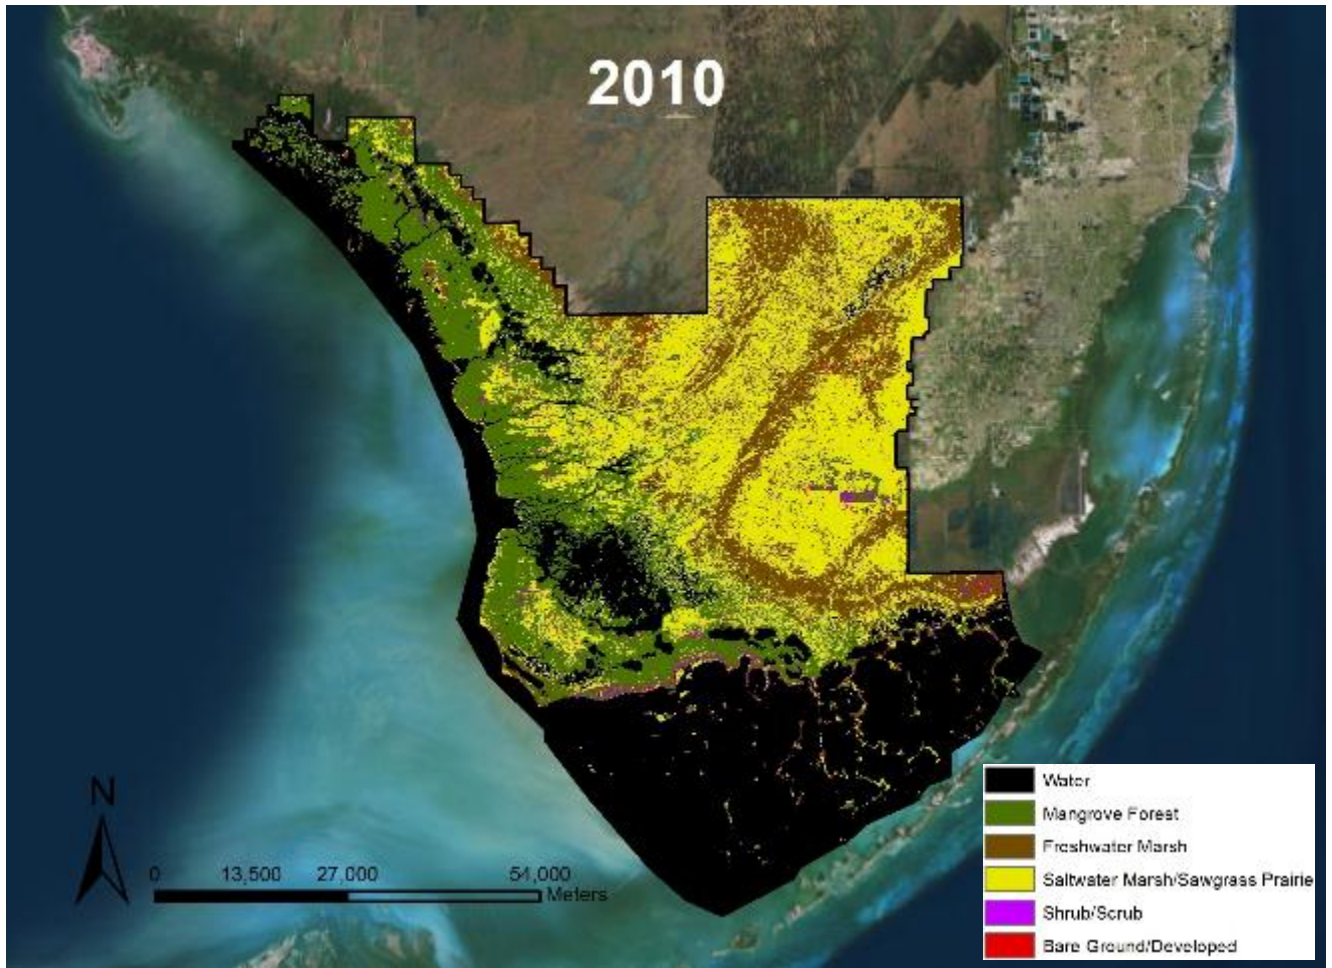 2010
N
0 13,500 27,000 54,000
Meters
Water
Mangrove Forest
Freshwater Marsh
Saltwater Marsh/Sawgrass Prairie
Shrub/Scrub
Bare Ground/Developed